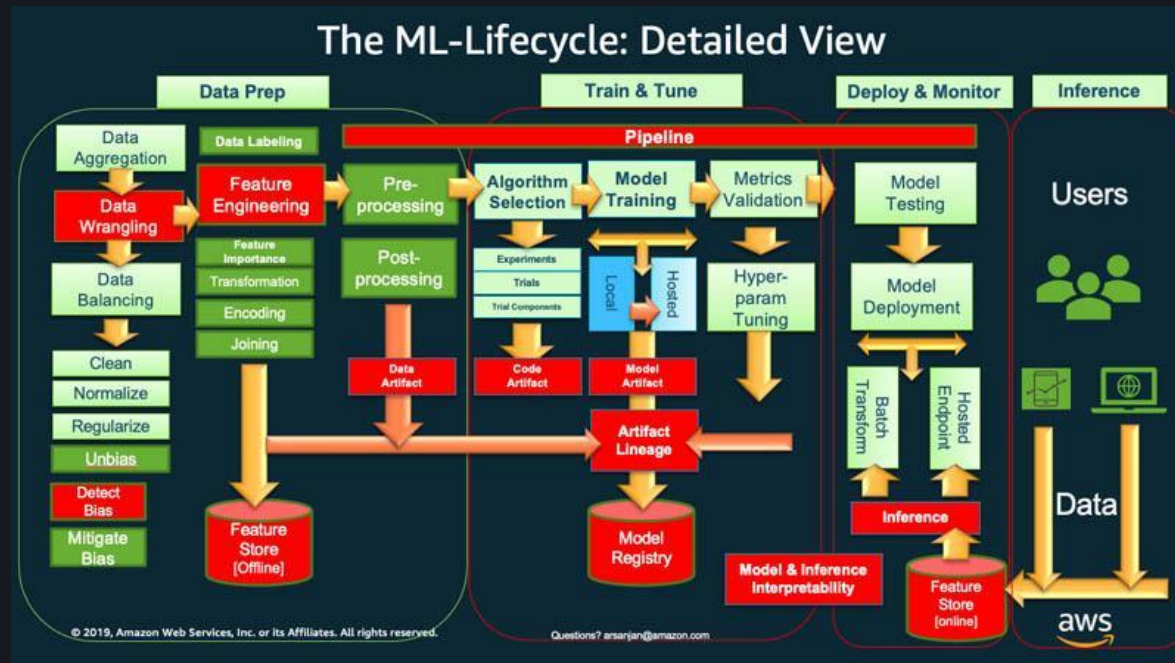 The ML-Lifecycle: Detailed View
Data Prep
Train & Tune
Deploy & Monitor
Inference
Pipeline
Data
Aggregation
Data
Wrangling
Data
Balancing
Clean
Normalize
Regularize
Unbias
Detect
Bias
Mitigate
Bias
Data Labeling
Feature
Engineering
Feature
Importance
Transformation
Encoding
Joining
Feature
Store
[Offline]
Pre-
processing
Post-
processing
Data
Artifact
Algorithm
Selection
Experiments
Trials
Trial Components
Code
Artifact
Model
Training
Local
Hosted
Model
Artifact
Artifact
Lineage
Model
Registry
Metrics
Validation
Hyper-
param
Tuning
Model & Inference
Interpretability
Model
Testing
Model
Deployment
Batch
Transform
Hosted
Endpoint
Inference
Feature
Store
[online]
Users
Data
aws
© 2019, Amazon Web Services, Inc. or its Affiliates. All rights reserved.
Questions? arsanjan@amazon.com